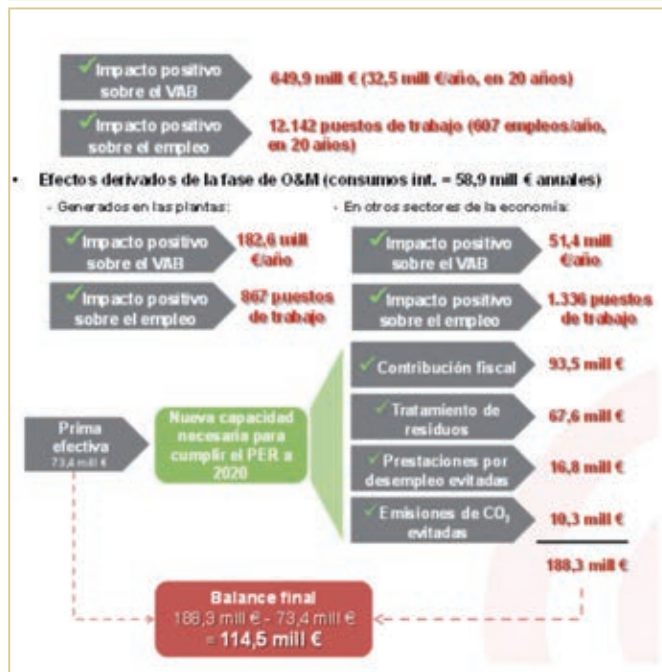 ✓Impacto positivo
sobre el VAB
649,9 mill € (32,5 mill €/año, en 20 años)
✓Impacto positivo
sobre el empleo
12.142 puestos de trabajo (607 empleos/año,
en 20 años)
• Efectos derivados de la fase de O&M (consumos int. = 58,9 mill € anuales)
- Generados en las plantas:
✓Impacto positivo
sobre el VAB
182,6 mill
€/año
✓Impacto positivo
sobre el empleo
867 puestos
de trabajo
- En otros sectores de la economía:
✓Impacto positivo
sobre el VAB
51,4 mill
€/año
✓Impacto positivo
sobre el empleo
1.336 puestos
de trabajo
Prima
efectiva
73,4 mill €
Nueva capacidad
necesaria para
cumplir el PER a
2020
✓Contribución fiscal
93,5 mill €
✓Tratamiento de
residuos
67,6 mill €
✓Prestaciones por
desempleo evitadas
16,8 mill €
✓Emisiones de CO₂
evitadas
10,3 mill €
188,3 mill €
Balance final
188,3 mill € - 73,4 mill €
= 114,5 mill €